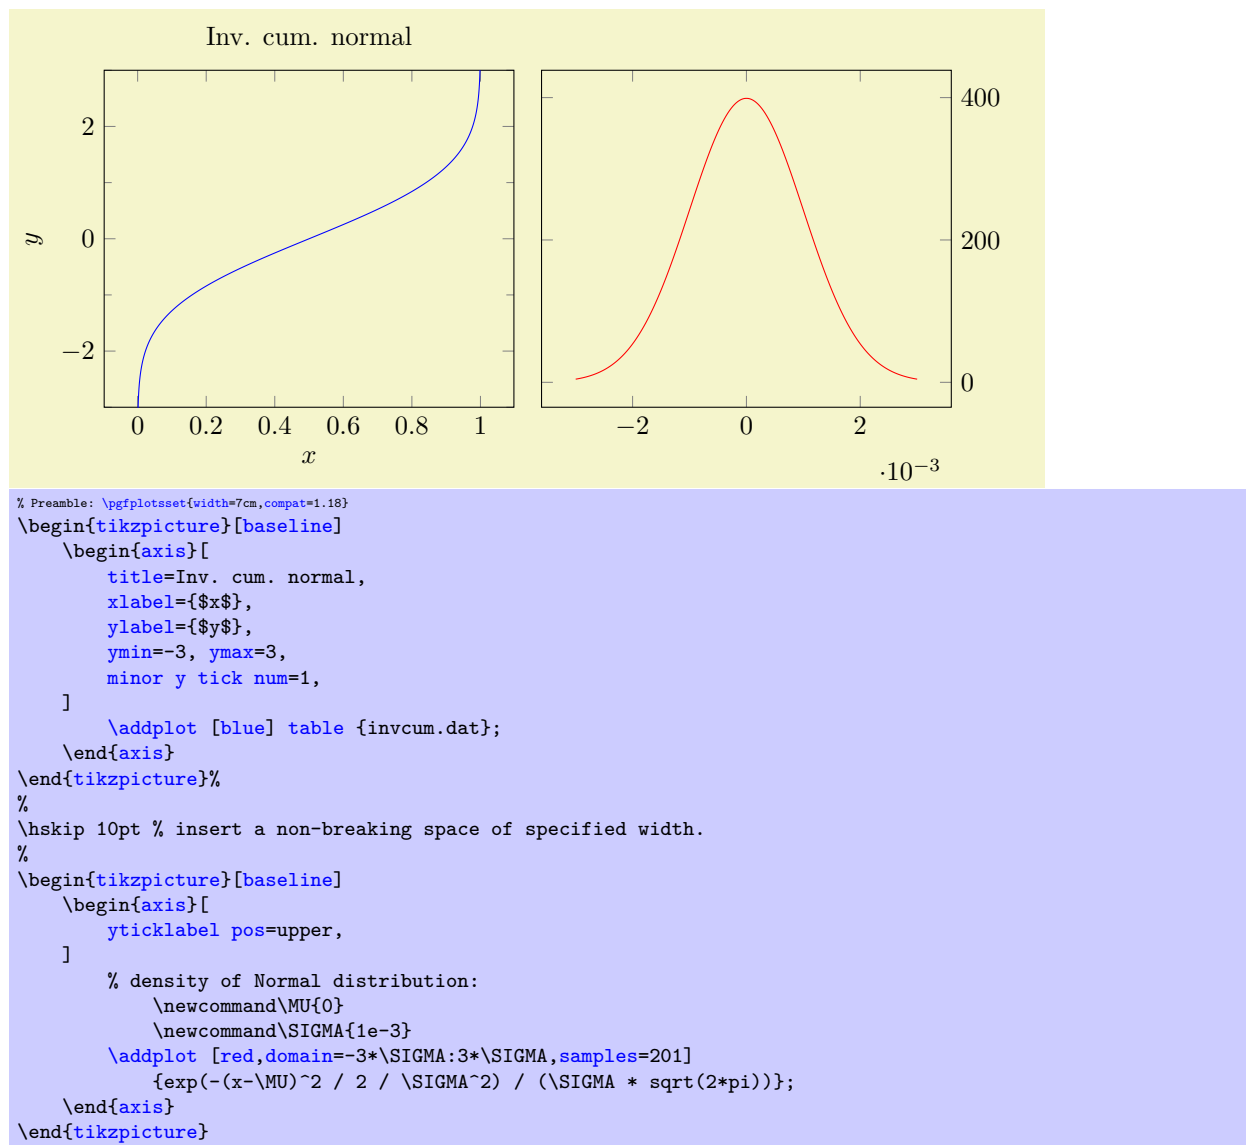 Inv. cum. normal
2
0
−2
y
0 0.2 0.4 0.6 0.8 1
x
400
200
0
−2 0 2
·10−3
% Preamble: \pgfplotsset{width=7cm,compat=1.18}
\begin{tikzpicture}[baseline]
    \begin{axis}[
        title=Inv. cum. normal,
        xlabel={$x$},
        ylabel={$y$},
        ymin=-3, ymax=3,
        minor y tick num=1,
    ]
        \addplot [blue] table {invcum.dat};
    \end{axis}
\end{tikzpicture}%
%
\hskip 10pt % insert a non-breaking space of specified width.
%
\begin{tikzpicture}[baseline]
    \begin{axis}[
        yticklabel pos=upper,
    ]
        % density of Normal distribution:
            \newcommand\MU{0}
            \newcommand\SIGMA{1e-3}
        \addplot [red,domain=-3*\SIGMA:3*\SIGMA,samples=201]
            {exp(-(x-\MU)^2 / 2 / \SIGMA^2) / (\SIGMA * sqrt(2*pi))};
    \end{axis}
\end{tikzpicture}